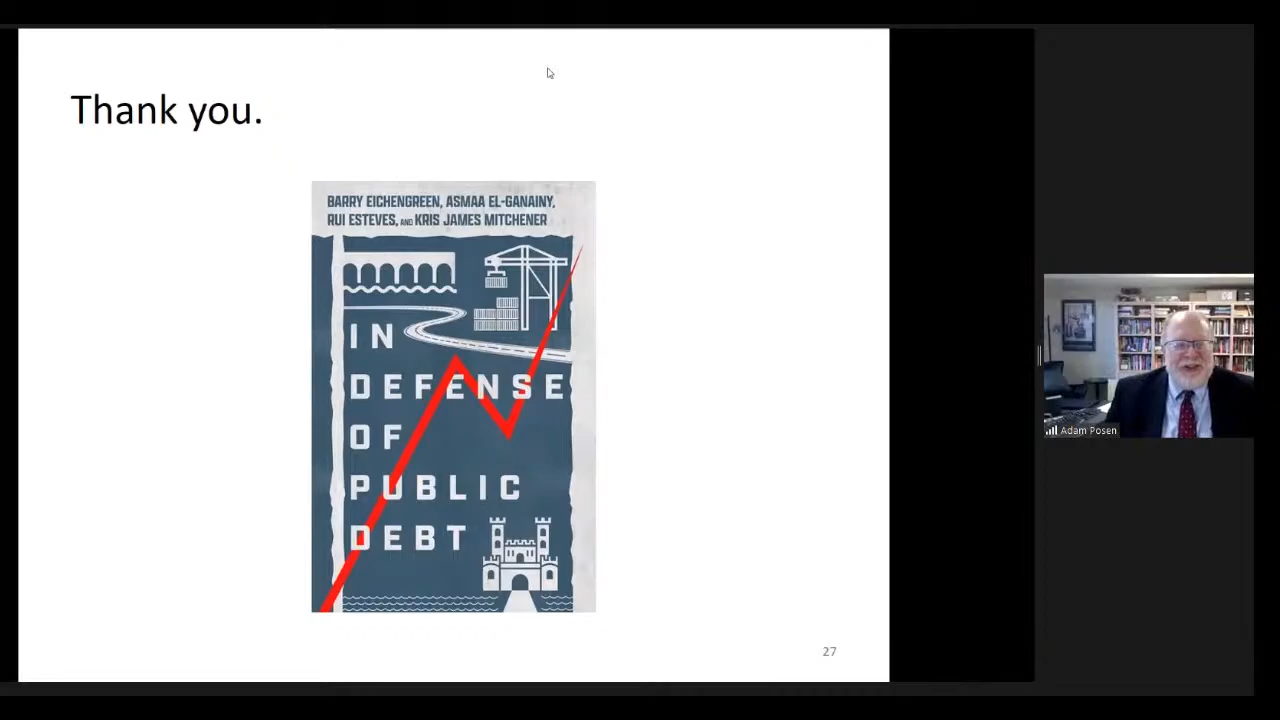 Thank you.
BARRY EICHENGREEN, ASMAA EL-GANAINY,
RUI ESTEVES, AND KRIS JAMES MITCHENER
IN
DEFENSE
OF
PUBLIC
DEBT
27
Adam Posen